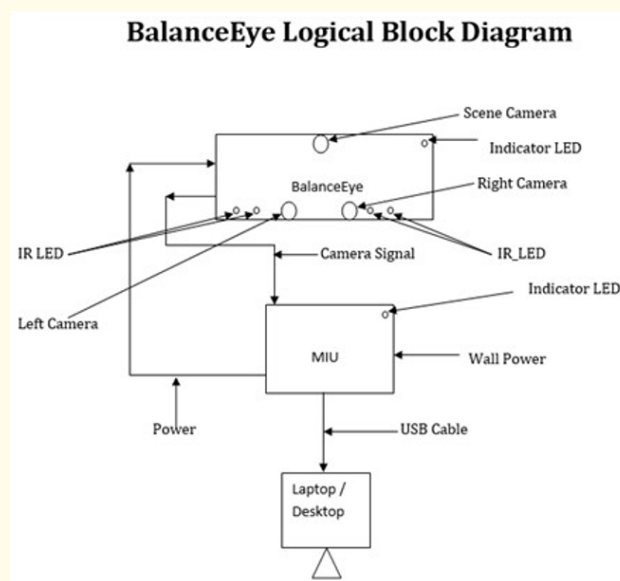 BalanceEye Logical Block Diagram
Scene Camera
Indicator LED
BalanceEye
Right Camera
IR LED
Camera Signal
IR_LED
Indicator LED
Left Camera
MIU
Wall Power
Power
USB Cable
Laptop /
Desktop